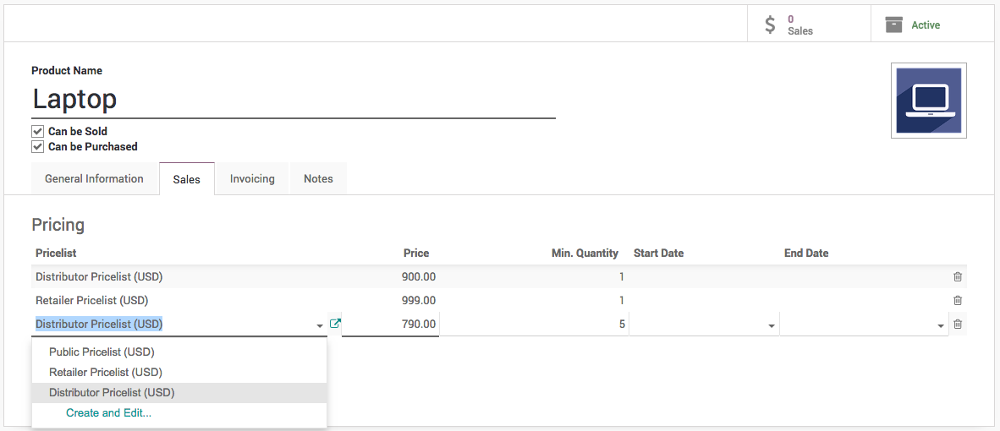 0
Sales
Active
Product Name
Laptop
Can be Sold
Can be Purchased
General Information Sales Invoicing Notes
Pricing
Pricelist Price Min. Quantity Start Date End Date
Distributor Pricelist (USD) 900.00 1
Retailer Pricelist (USD) 999.00 1
Distributor Pricelist (USD) 790.00 5
Public Pricelist (USD)
Retailer Pricelist (USD)
Distributor Pricelist (USD)
Create and Edit...